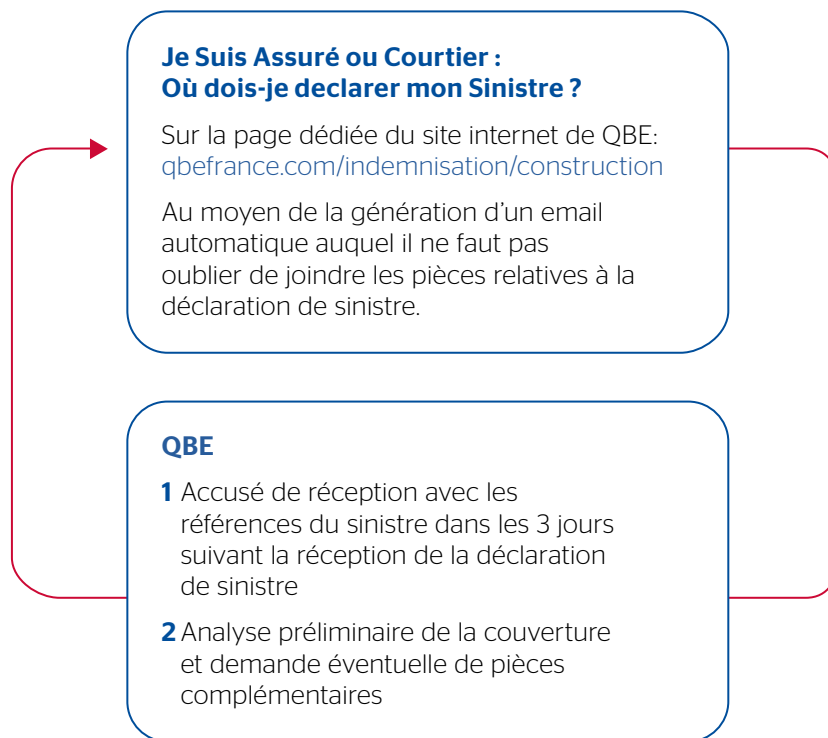 Je Suis Assuré ou Courtier :
Où dois-je declarer mon Sinistre ?
Sur la page dédiée du site internet de QBE:
qbefrance.com/indemnisation/construction
Au moyen de la génération d’un email
automatique auquel il ne faut pas
oublier de joindre les pièces relatives à la
déclaration de sinistre.
QBE
1 Accusé de réception avec les
références du sinistre dans les 3 jours
suivant la réception de la déclaration
de sinistre
2 Analyse préliminaire de la couverture
et demande éventuelle de pièces
complémentaires